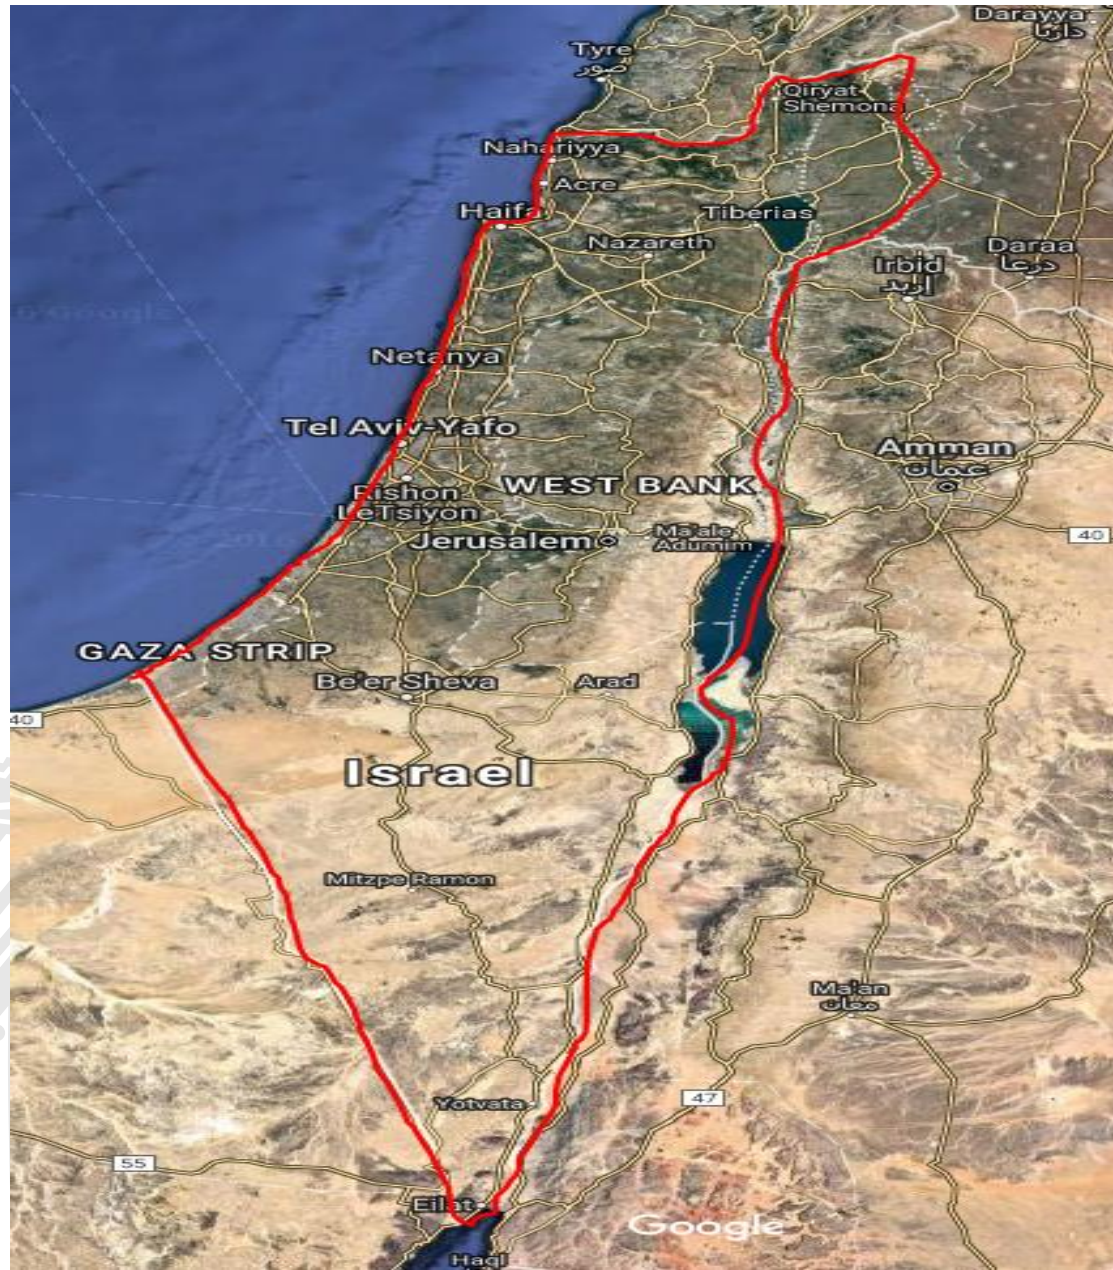 Darayya
داريا
Tyre
صور
Qiryat
Shemona
Nahariyya
Acre
Haifa
Tiberias
Nazareth
Daraa
درعا
Irbid
إربد
Google
Netanya
Tel Aviv-Yafo
Amman
عمان
Rishon
LeTsiyon
WEST BANK
Jerusalem
Ma'ale
Adumim
40
GAZA STRIP
Be'er Sheva
Arad
40
Israel
Mitzpe Ramon
Ma'an
معان
Yotvata
47
55
Eilat
Google
Haql